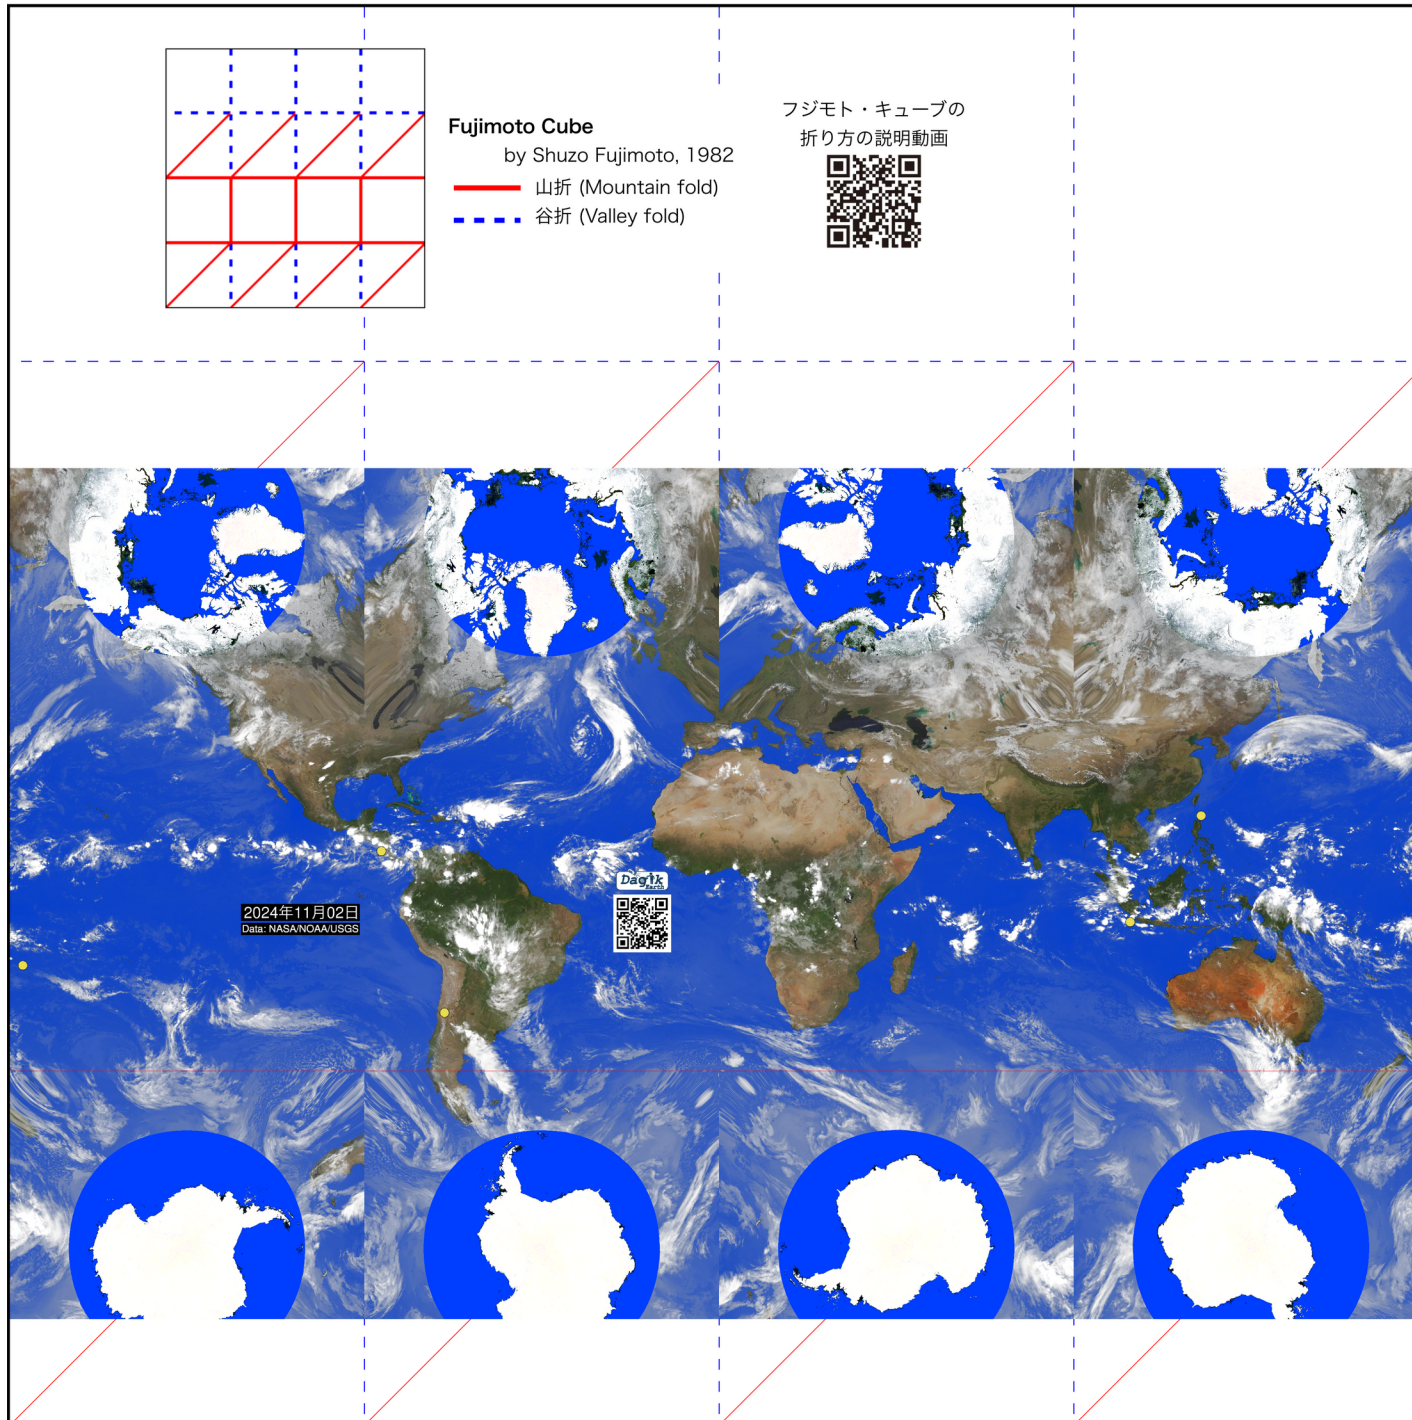 Fujimoto Cube
by Shuzo Fujimoto, 1982
山折 (Mountain fold)
谷折 (Valley fold)
フジモト・キューブの
折り方の説明動画
Dagik
Earth
2024年11月02日
Data: NASA/NOAA/USGS